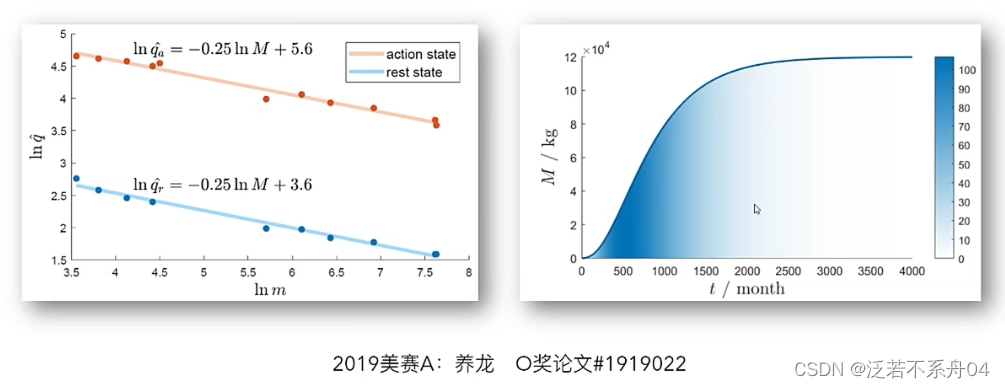 ln q̂ₐ = −0.25 ln M + 5.6
action state
rest state
ln q̂ᵣ = −0.25 ln M + 3.6
5
4.5
4
3.5
3
2.5
2
1.5
ln q̂
3.5 4 4.5 5 5.5 6 6.5 7 7.5 8
ln m
×10⁴
12
10
8
6
4
2
0
M / kg
0 500 1000 1500 2000 2500 3000 3500 4000
t / month
100
90
80
70
60
50
40
30
20
10
0
2019美赛A：养龙 O奖论文#1919022
CSDN @泛若不系舟04